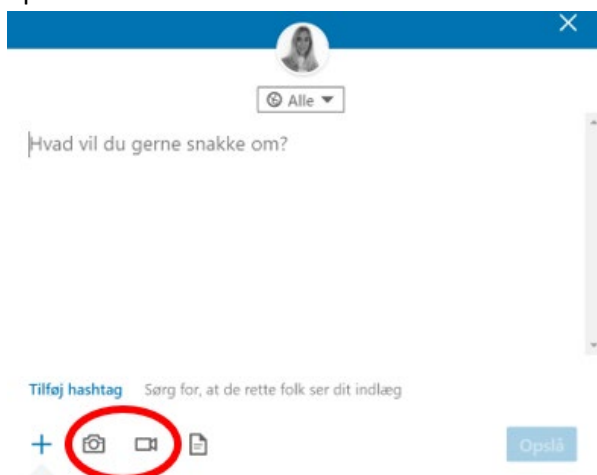 Alle
Hvad vil du gerne snakke om?
Tilføj hashtag Sørg for, at de rette folk ser dit indlæg
Opslå